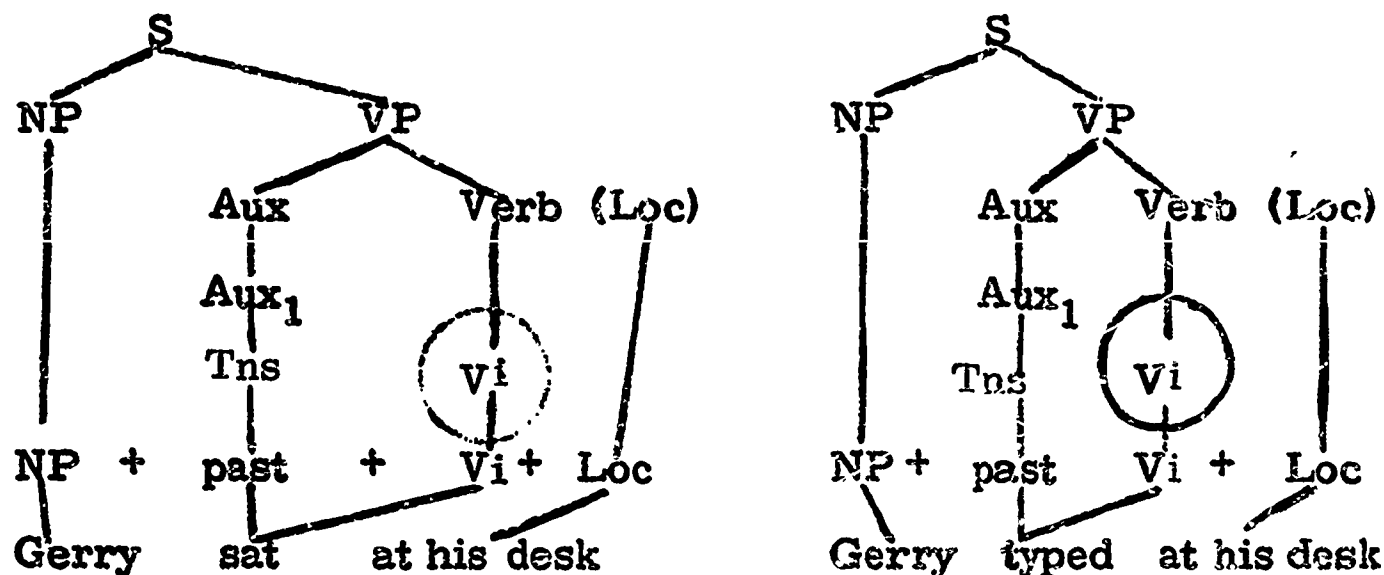 S S
NP VP NP VP
Aux Verb (Loc) Aux Verb (Loc)
Aux1 Aux1
Tns Vi Tns Vi
NP + past + Vi + Loc NP + past Vi + Loc
Gerry sat at his desk Gerry typed at his desk